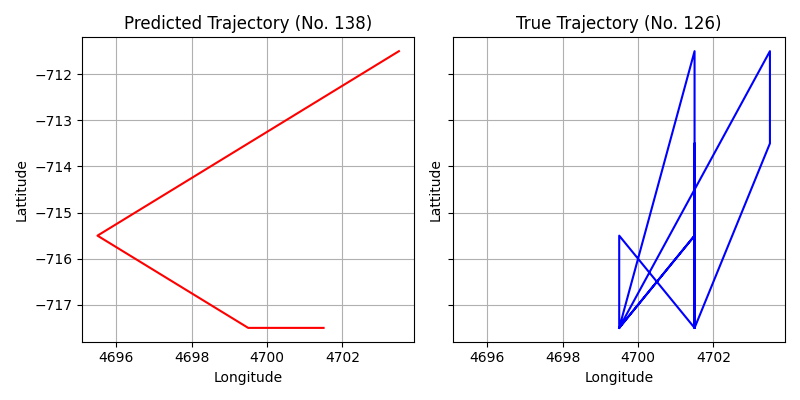 Predicted Trajectory (No. 138)
−712
−713
−714
−715
−716
−717
Lattitude
4696 4698 4700 4702
Longitude
True Trajectory (No. 126)
Lattitude
4696 4698 4700 4702
Longitude